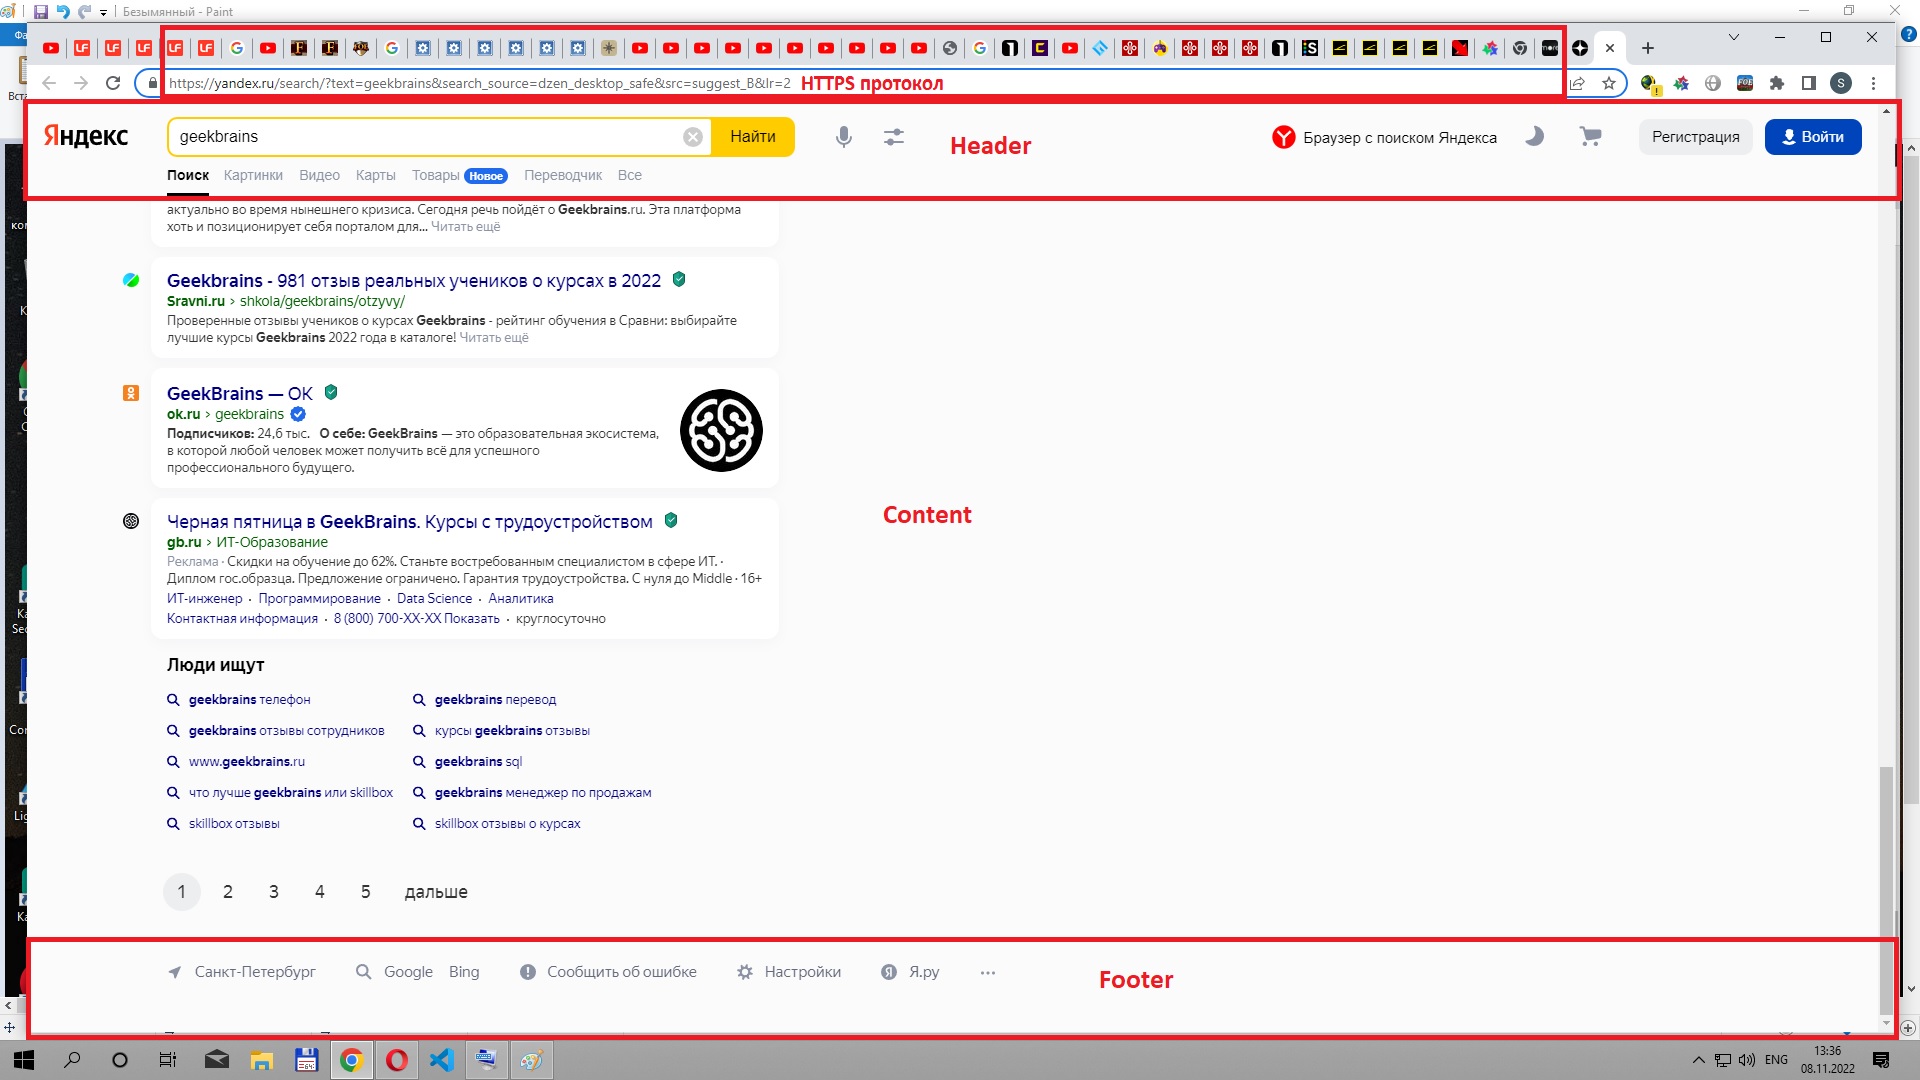 Безымянный - Paint
https://yandex.ru/search/?text=geekbrains&search_source=dzen_desktop_safe&src=suggest_B&lr=2 HTTPS протокол
Яндекс
geekbrains
Найти
Header
Браузер с поиском Яндекса
Регистрация
Войти
Поиск Картинки Видео Карты Товары Новое Переводчик Все
актуально во время нынешнего кризиса. Сегодня речь пойдёт о Geekbrains.ru. Эта платформа
хоть и позиционирует себя порталом для... Читать ещё
Geekbrains - 981 отзыв реальных учеников о курсах в 2022
Sravni.ru › shkola/geekbrains/otzyvy/
Проверенные отзывы учеников о курсах Geekbrains - рейтинг обучения в Сравни: выбирайте
лучшие курсы Geekbrains 2022 года в каталоге! Читать ещё
GeekBrains — OK
ok.ru › geekbrains
Подписчиков: 24,6 тыс. О себе: GeekBrains — это образовательная экосистема,
в которой любой человек может получить всё для успешного
профессионального будущего.
Content
Черная пятница в GeekBrains. Курсы с трудоустройством
gb.ru › ИТ-Образование
Реклама · Скидки на обучение до 62%. Станьте востребованным специалистом в сфере ИТ. ·
Диплом гос.образца. Предложение ограничено. Гарантия трудоустройства. С нуля до Middle · 16+
ИТ-инженер · Программирование · Data Science · Аналитика
Контактная информация · 8 (800) 700-XX-XX Показать · круглосуточно
Люди ищут
geekbrains телефон
geekbrains перевод
geekbrains отзывы сотрудников
курсы geekbrains отзывы
www.geekbrains.ru
geekbrains sql
что лучше geekbrains или skillbox
geekbrains менеджер по продажам
skillbox отзывы
skillbox отзывы о курсах
1 2 3 4 5 дальше
Санкт-Петербург Google Bing Сообщить об ошибке Настройки Я.ру ...
Footer
ENG
13:36
08.11.2022